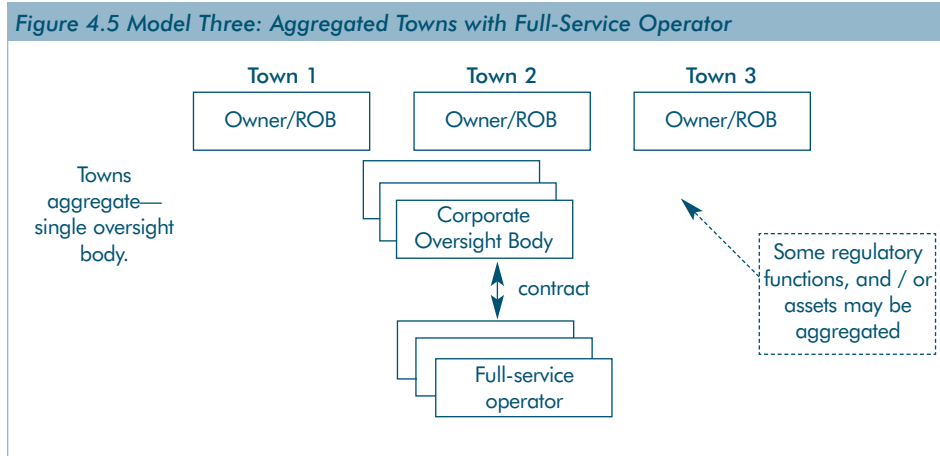 Figure 4.5 Model Three: Aggregated Towns with Full-Service Operator
Town 1
Town 2
Town 3
Owner/ROB
Owner/ROB
Owner/ROB
Towns
aggregate—
single oversight
body.
Corporate
Oversight Body
contract
Full-service
operator
Some regulatory
functions, and / or
assets may be
aggregated